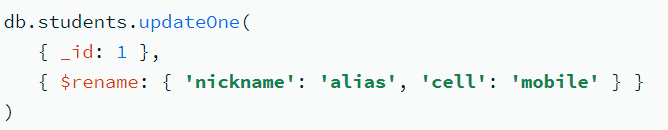 db.students.updateOne(
{ _id: 1 },
{ $rename: { 'nickname': 'alias', 'cell': 'mobile' } }
)